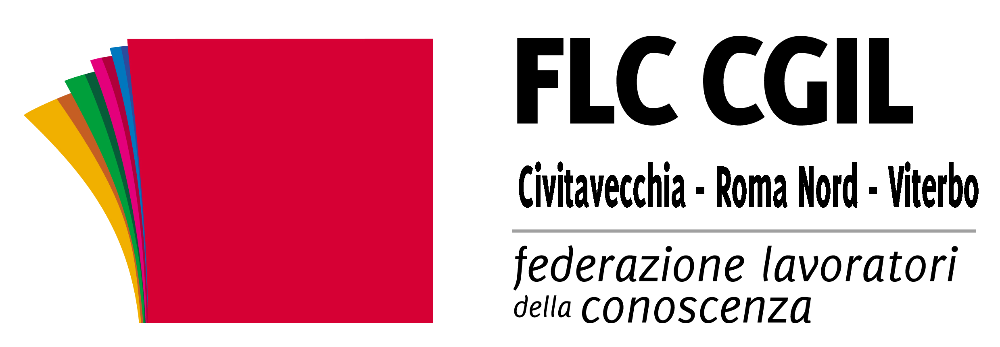 FLC CGIL
Civitavecchia - Roma Nord - Viterbo
federazione lavoratori
della conoscenza